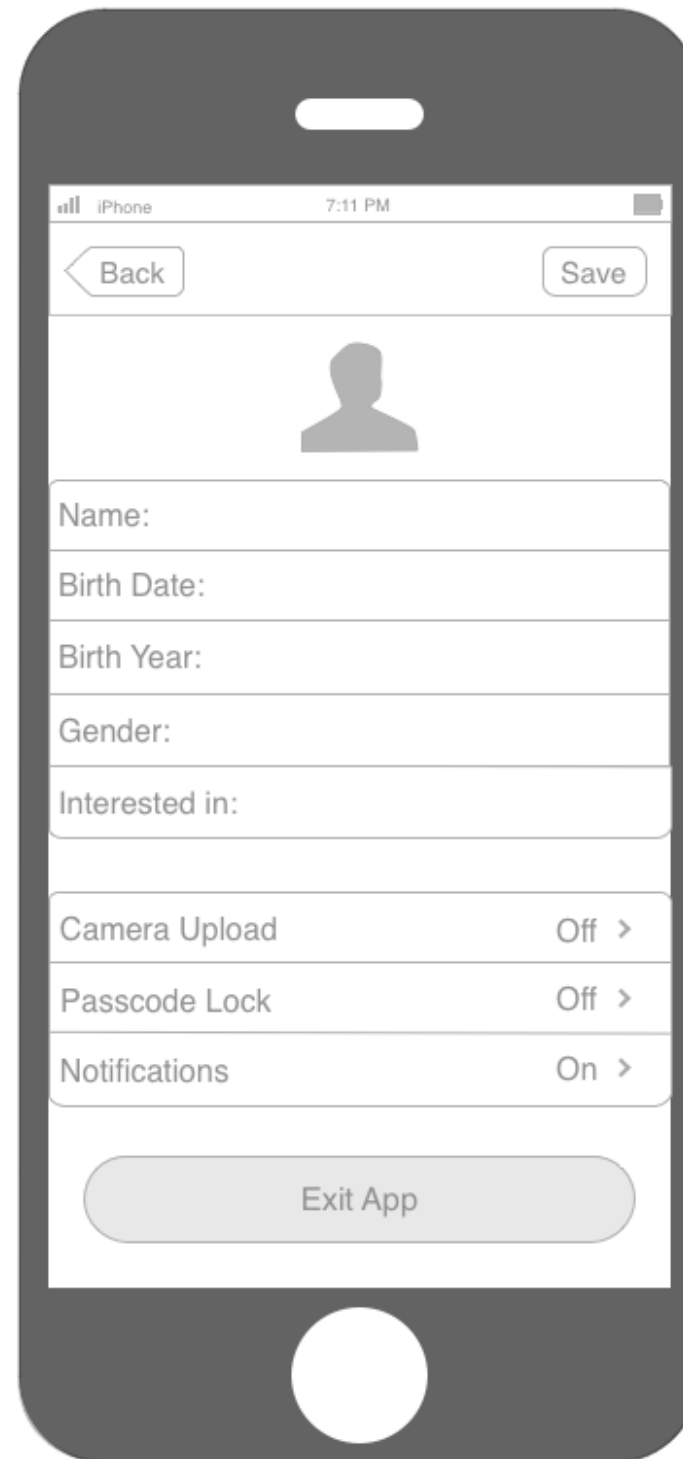 iPhone 7:11 PM
Back Save
Name:
Birth Date:
Birth Year:
Gender:
Interested in:
Camera Upload Off >
Passcode Lock Off >
Notifications On >
Exit App